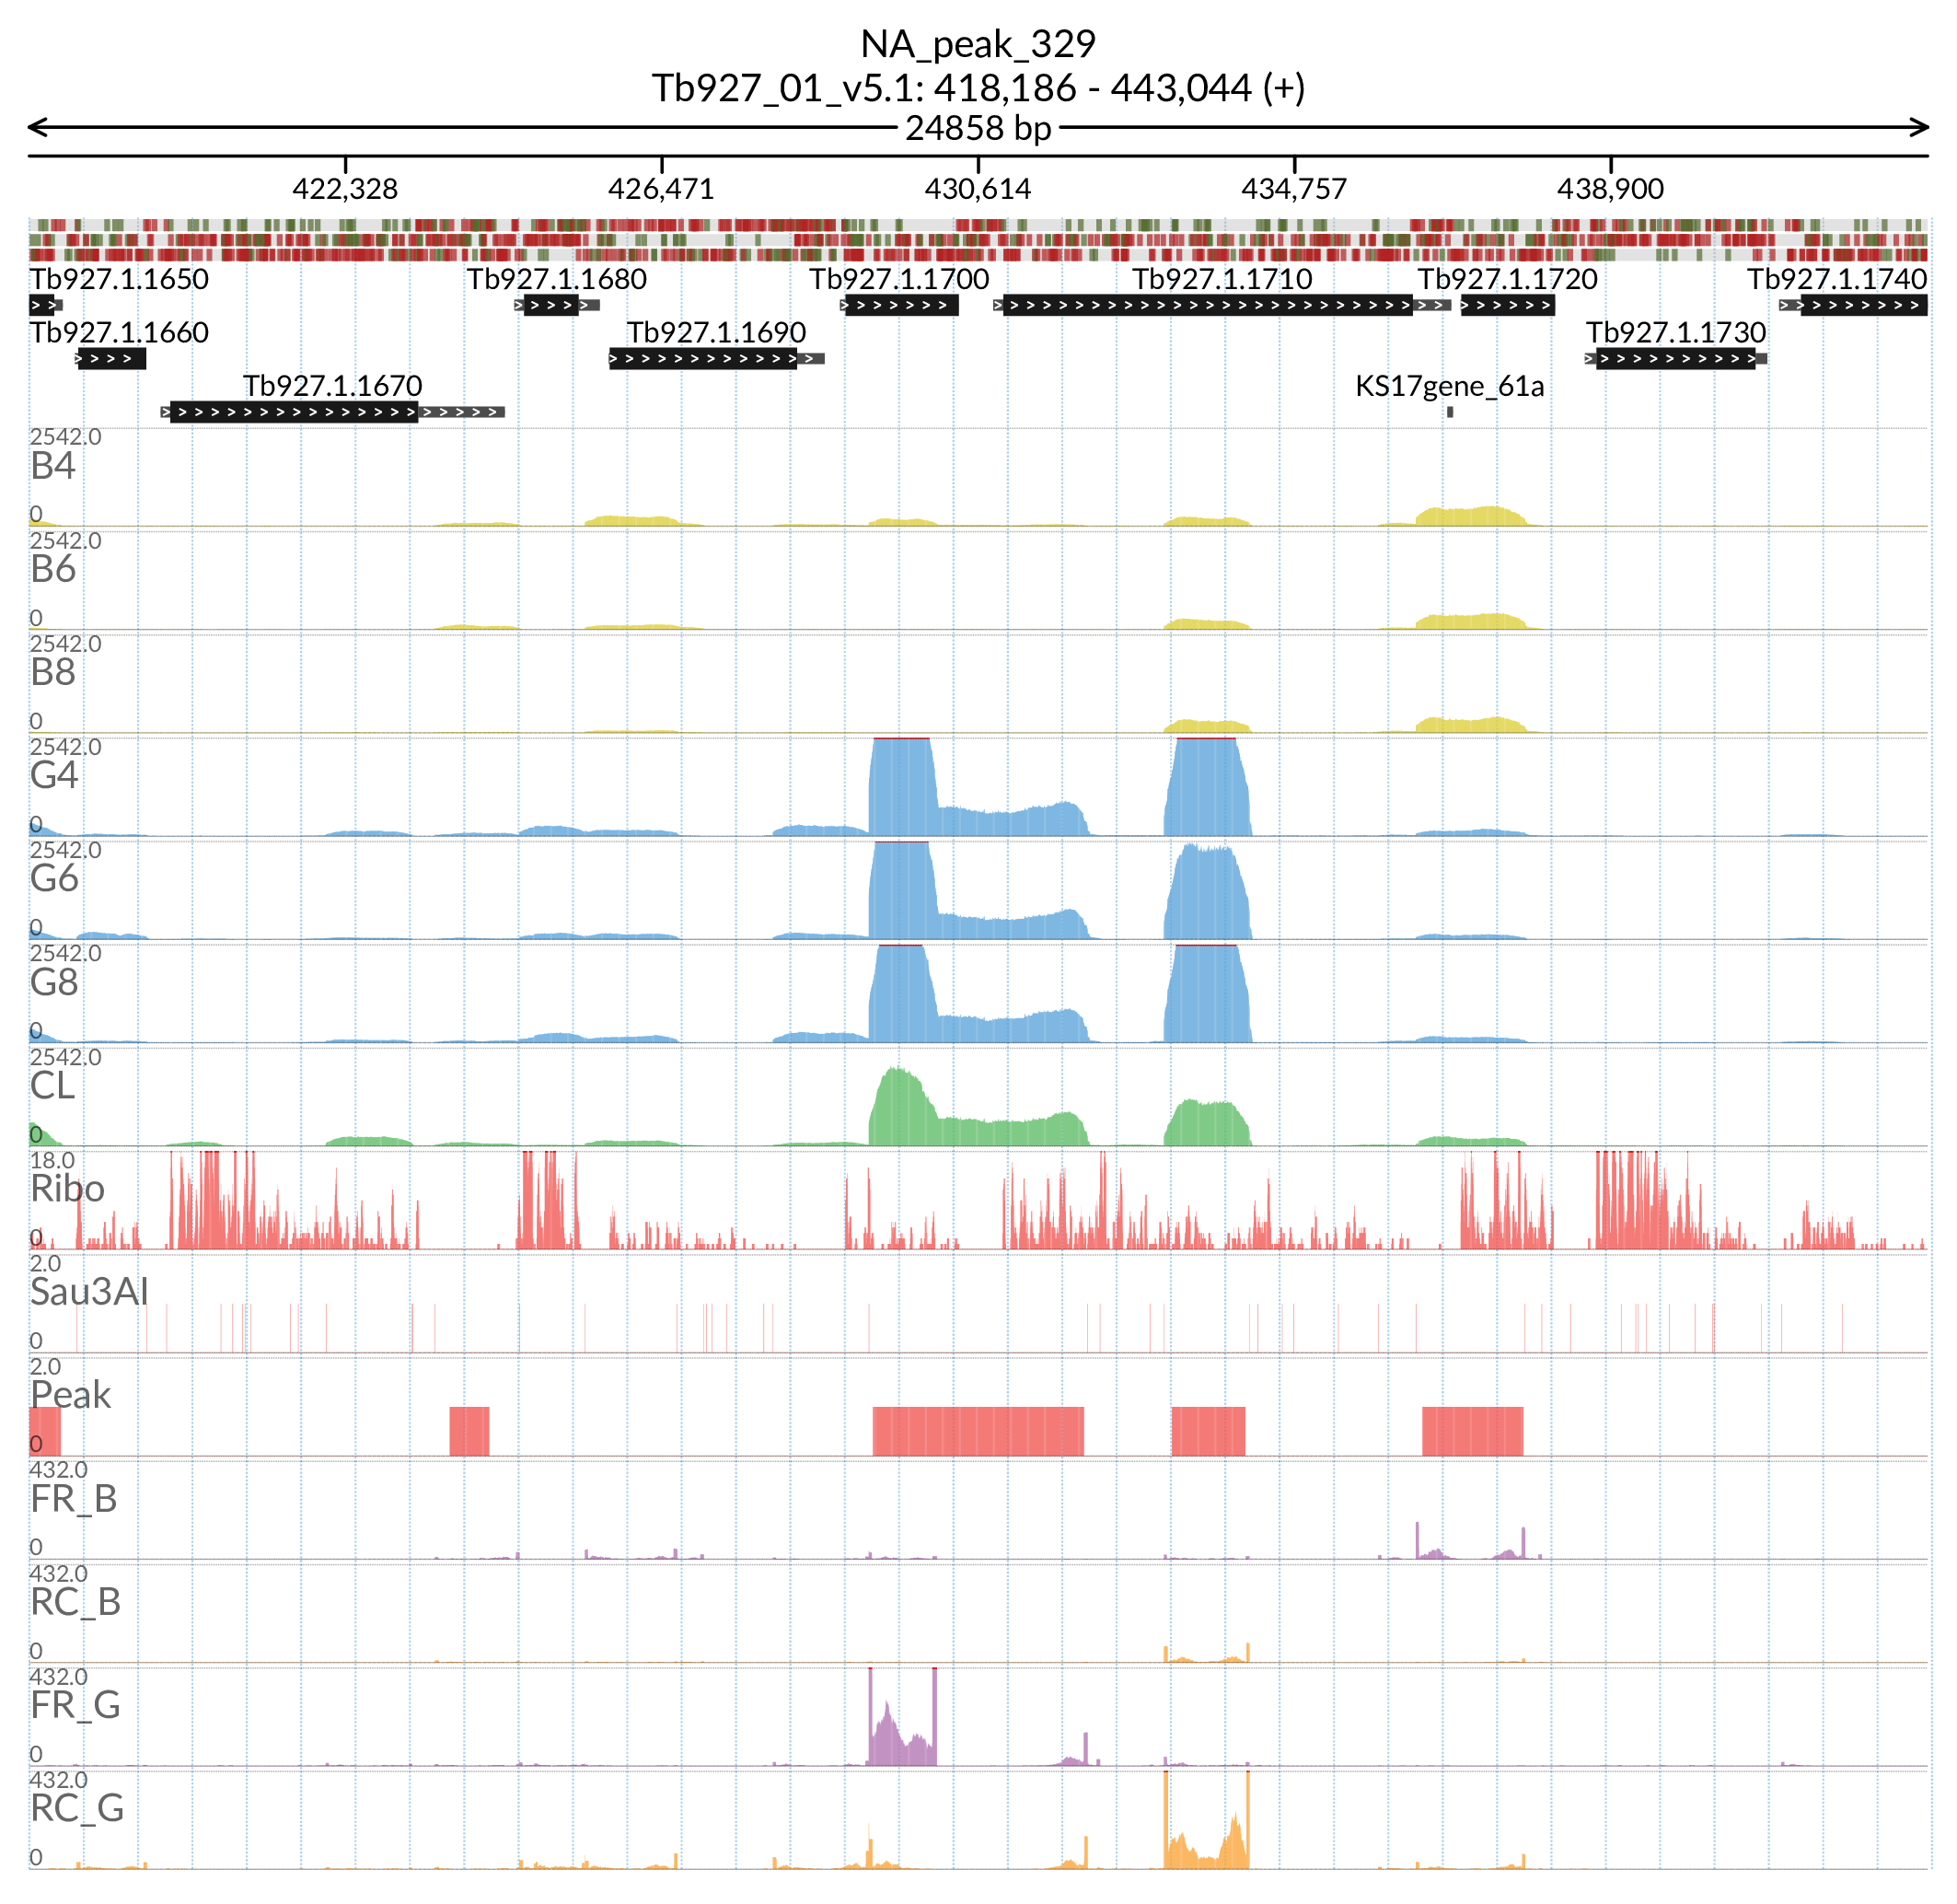 NA_peak_329
Tb927_01_v5.1: 418,186 - 443,044 (+)
24858 bp
422,328 426,471 430,614 434,757 438,900
Tb927.1.1650 Tb927.1.1680 Tb927.1.1700 Tb927.1.1710 Tb927.1.1720 Tb927.1.1740
Tb927.1.1660 Tb927.1.1690 Tb927.1.1730
Tb927.1.1670 KS17gene_61a
2542.0
B4
0
2542.0
B6
0
2542.0
B8
0
2542.0
G4
0
2542.0
G6
0
2542.0
G8
0
2542.0
CL
0
18.0
Ribo
0
2.0
Sau3AI
0
2.0
Peak
0
432.0
FR_B
0
432.0
RC_B
0
432.0
FR_G
0
432.0
RC_G
0